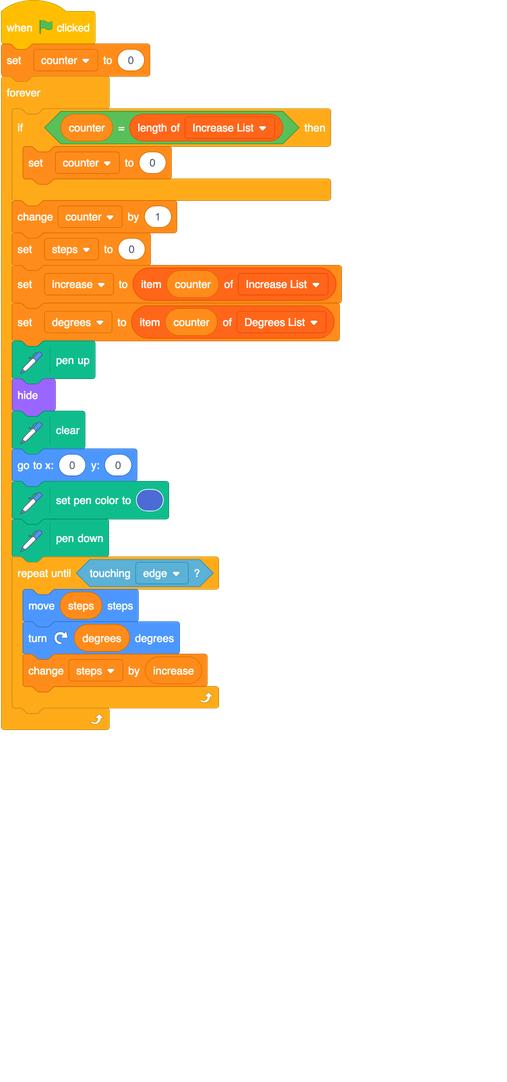 when clicked
set counter to 0
forever
if counter = length of Increase List then
set counter to 0
change counter by 1
set steps to 0
set increase to item counter of Increase List
set degrees to item counter of Degrees List
pen up
hide
clear
go to x: 0 y: 0
set pen color to
pen down
repeat until touching edge ?
move steps steps
turn degrees degrees
change steps by increase